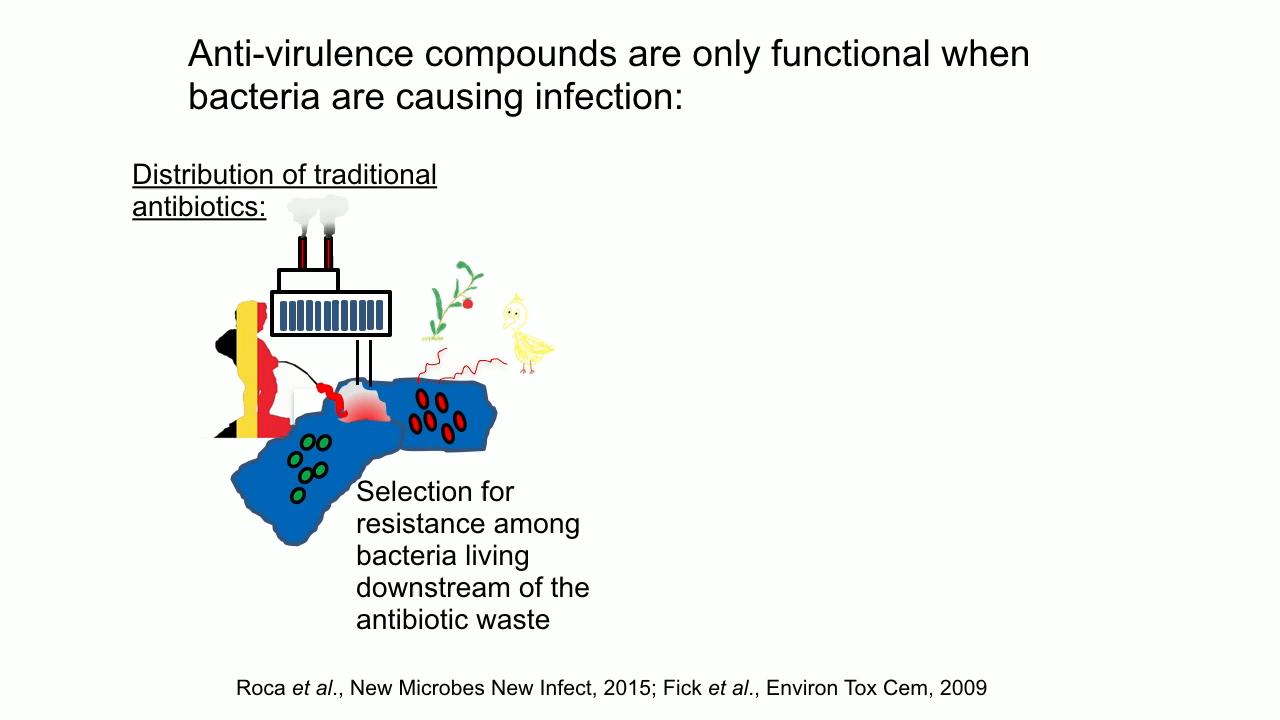 Anti-virulence compounds are only functional when
bacteria are causing infection:
Distribution of traditional
antibiotics:
Selection for
resistance among
bacteria living
downstream of the
antibiotic waste
Roca et al., New Microbes New Infect, 2015; Fick et al., Environ Tox Cem, 2009